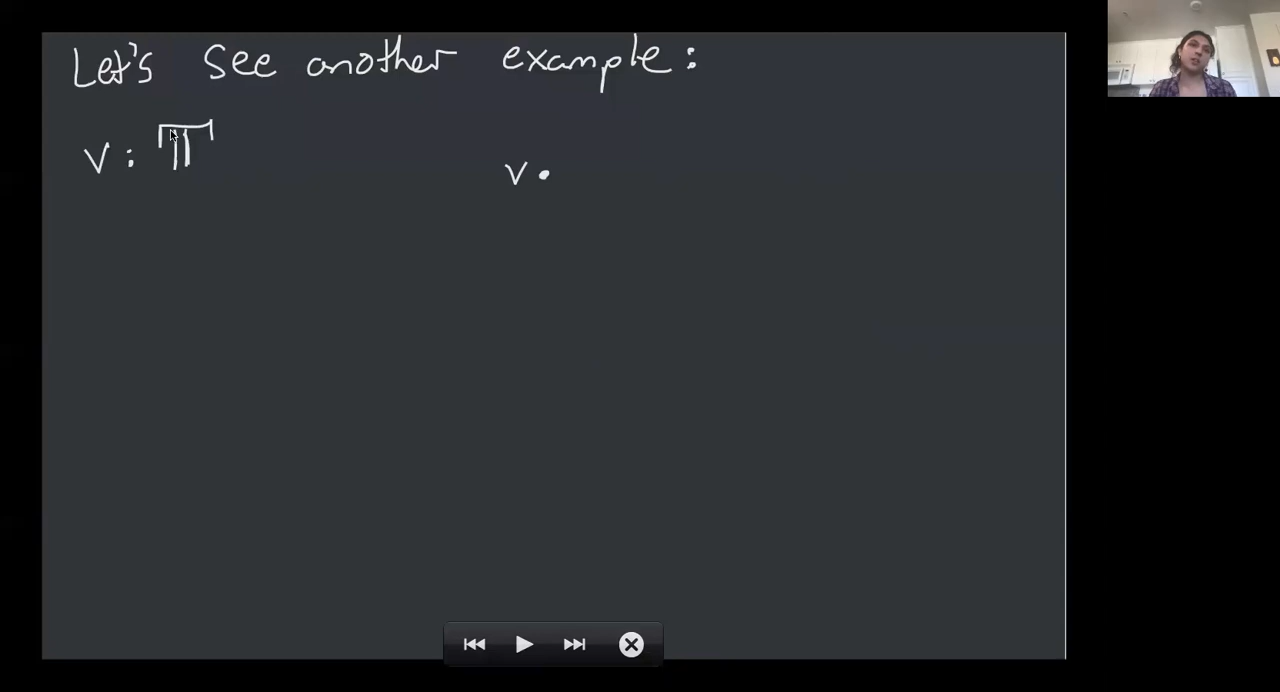 Let's see another example:
v : 𝕋
v •